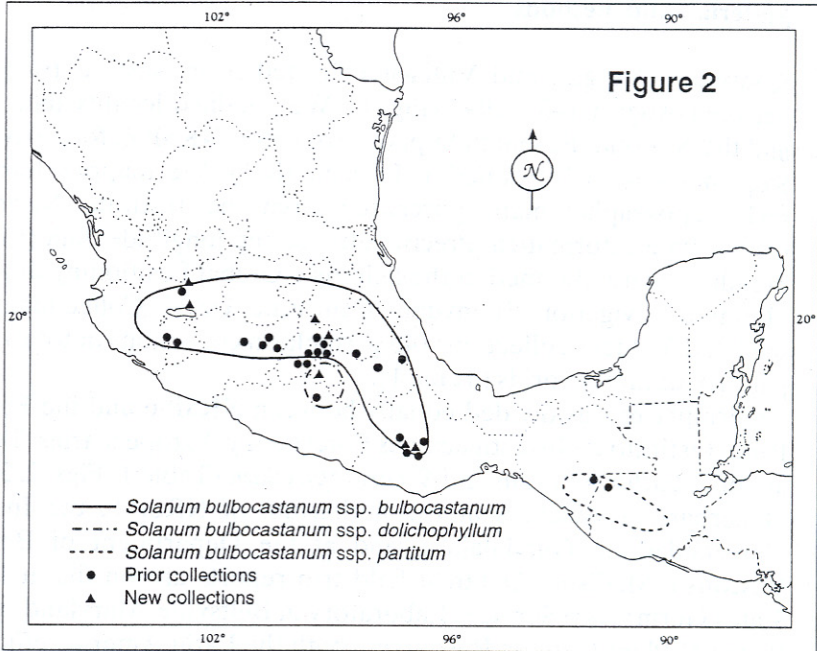 102° 96° 90°
Figure 2
N
20° 20°
Solanum bulbocastanum ssp. bulbocastanum
Solanum bulbocastanum ssp. dolichophyllum
Solanum bulbocastanum ssp. partitum
Prior collections
New collections
102° 96° 90°